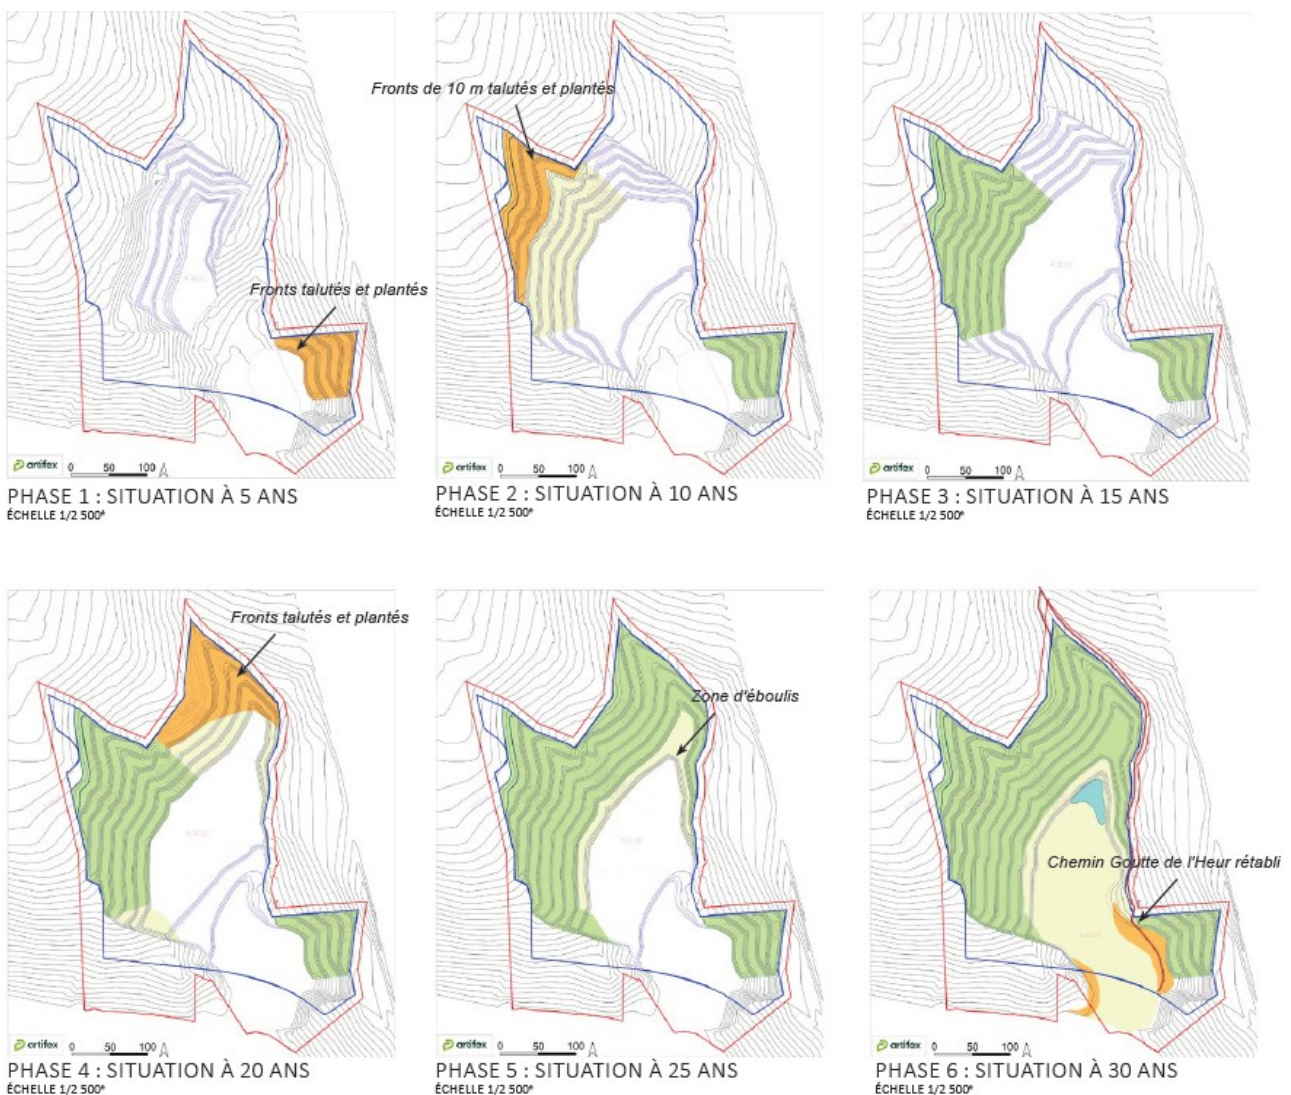 Fronts talutés et plantés
artifex
0 50 100
PHASE 1 : SITUATION À 5 ANS
ÉCHELLE 1/2 500e
Fronts de 10 m talutés et plantés
artifex
0 50 100
PHASE 2 : SITUATION À 10 ANS
ÉCHELLE 1/2 500e
artifex
0 50 100
PHASE 3 : SITUATION À 15 ANS
ÉCHELLE 1/2 500e
Fronts talutés et plantés
artifex
0 50 100
PHASE 4 : SITUATION À 20 ANS
ÉCHELLE 1/2 500e
Zone d'éboulis
artifex
0 50 100
PHASE 5 : SITUATION À 25 ANS
ÉCHELLE 1/2 500e
Chemin Goutte de l'Heur rétabli
artifex
0 50 100
PHASE 6 : SITUATION À 30 ANS
ÉCHELLE 1/2 500e